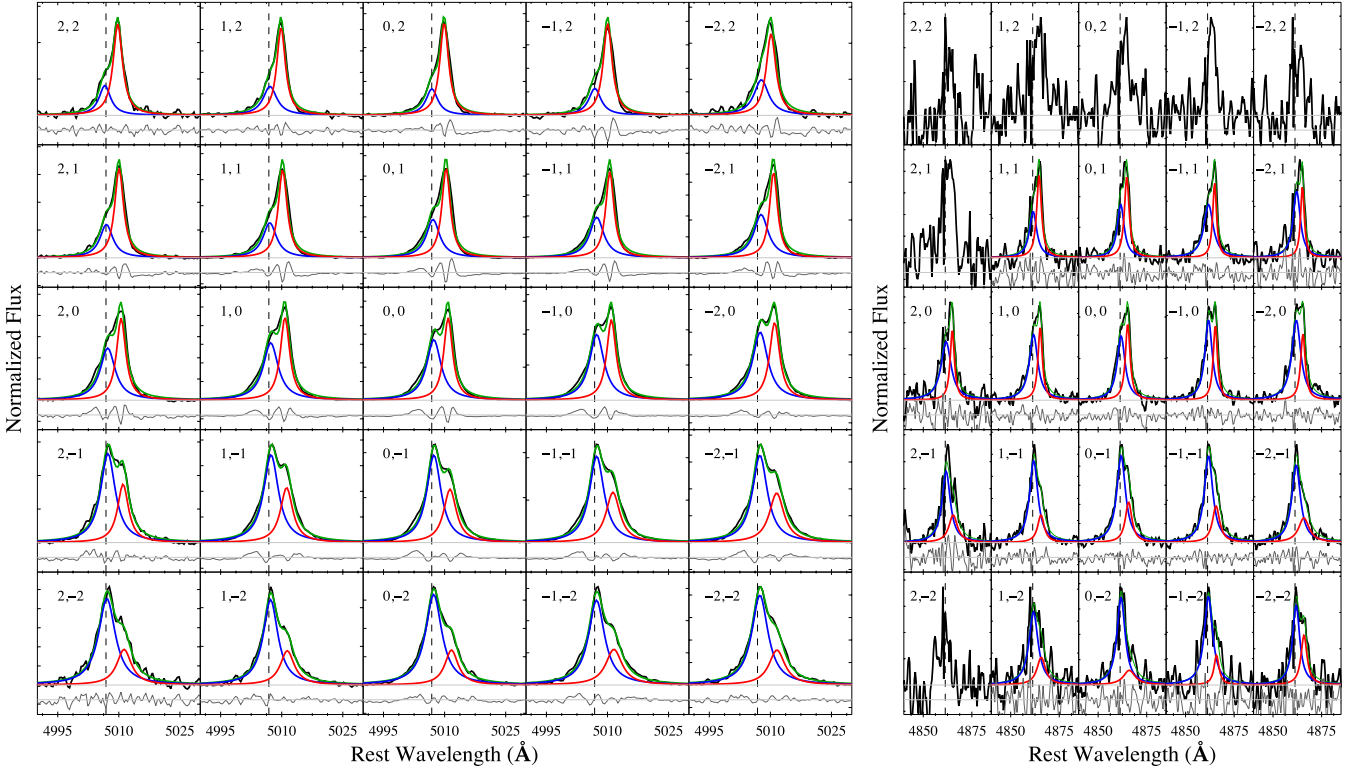 2, 2 1, 2 0, 2 −1, 2 −2, 2 2, 2 1, 2 0, 2 −1, 2 −2, 2
2, 1 1, 1 0, 1 −1, 1 −2, 1 2, 1 1, 1 0, 1 −1, 1 −2, 1
Normalized Flux Normalized Flux
2, 0 1, 0 0, 0 −1, 0 −2, 0 2, 0 1, 0 0, 0 −1, 0 −2, 0
2,−1 1,−1 0,−1 −1,−1 −2,−1 2,−1 1,−1 0,−1 −1,−1 −2,−1
2,−2 1,−2 0,−2 −1,−2 −2,−2 2,−2 1,−2 0,−2 −1,−2 −2,−2
4995 5010 5025 4995 5010 5025 4995 5010 5025 4995 5010 5025 4995 5010 5025 4850 4875 4850 4875 4850 4875 4850 4875 4850 4875
Rest Wavelength (Å) Rest Wavelength (Å)